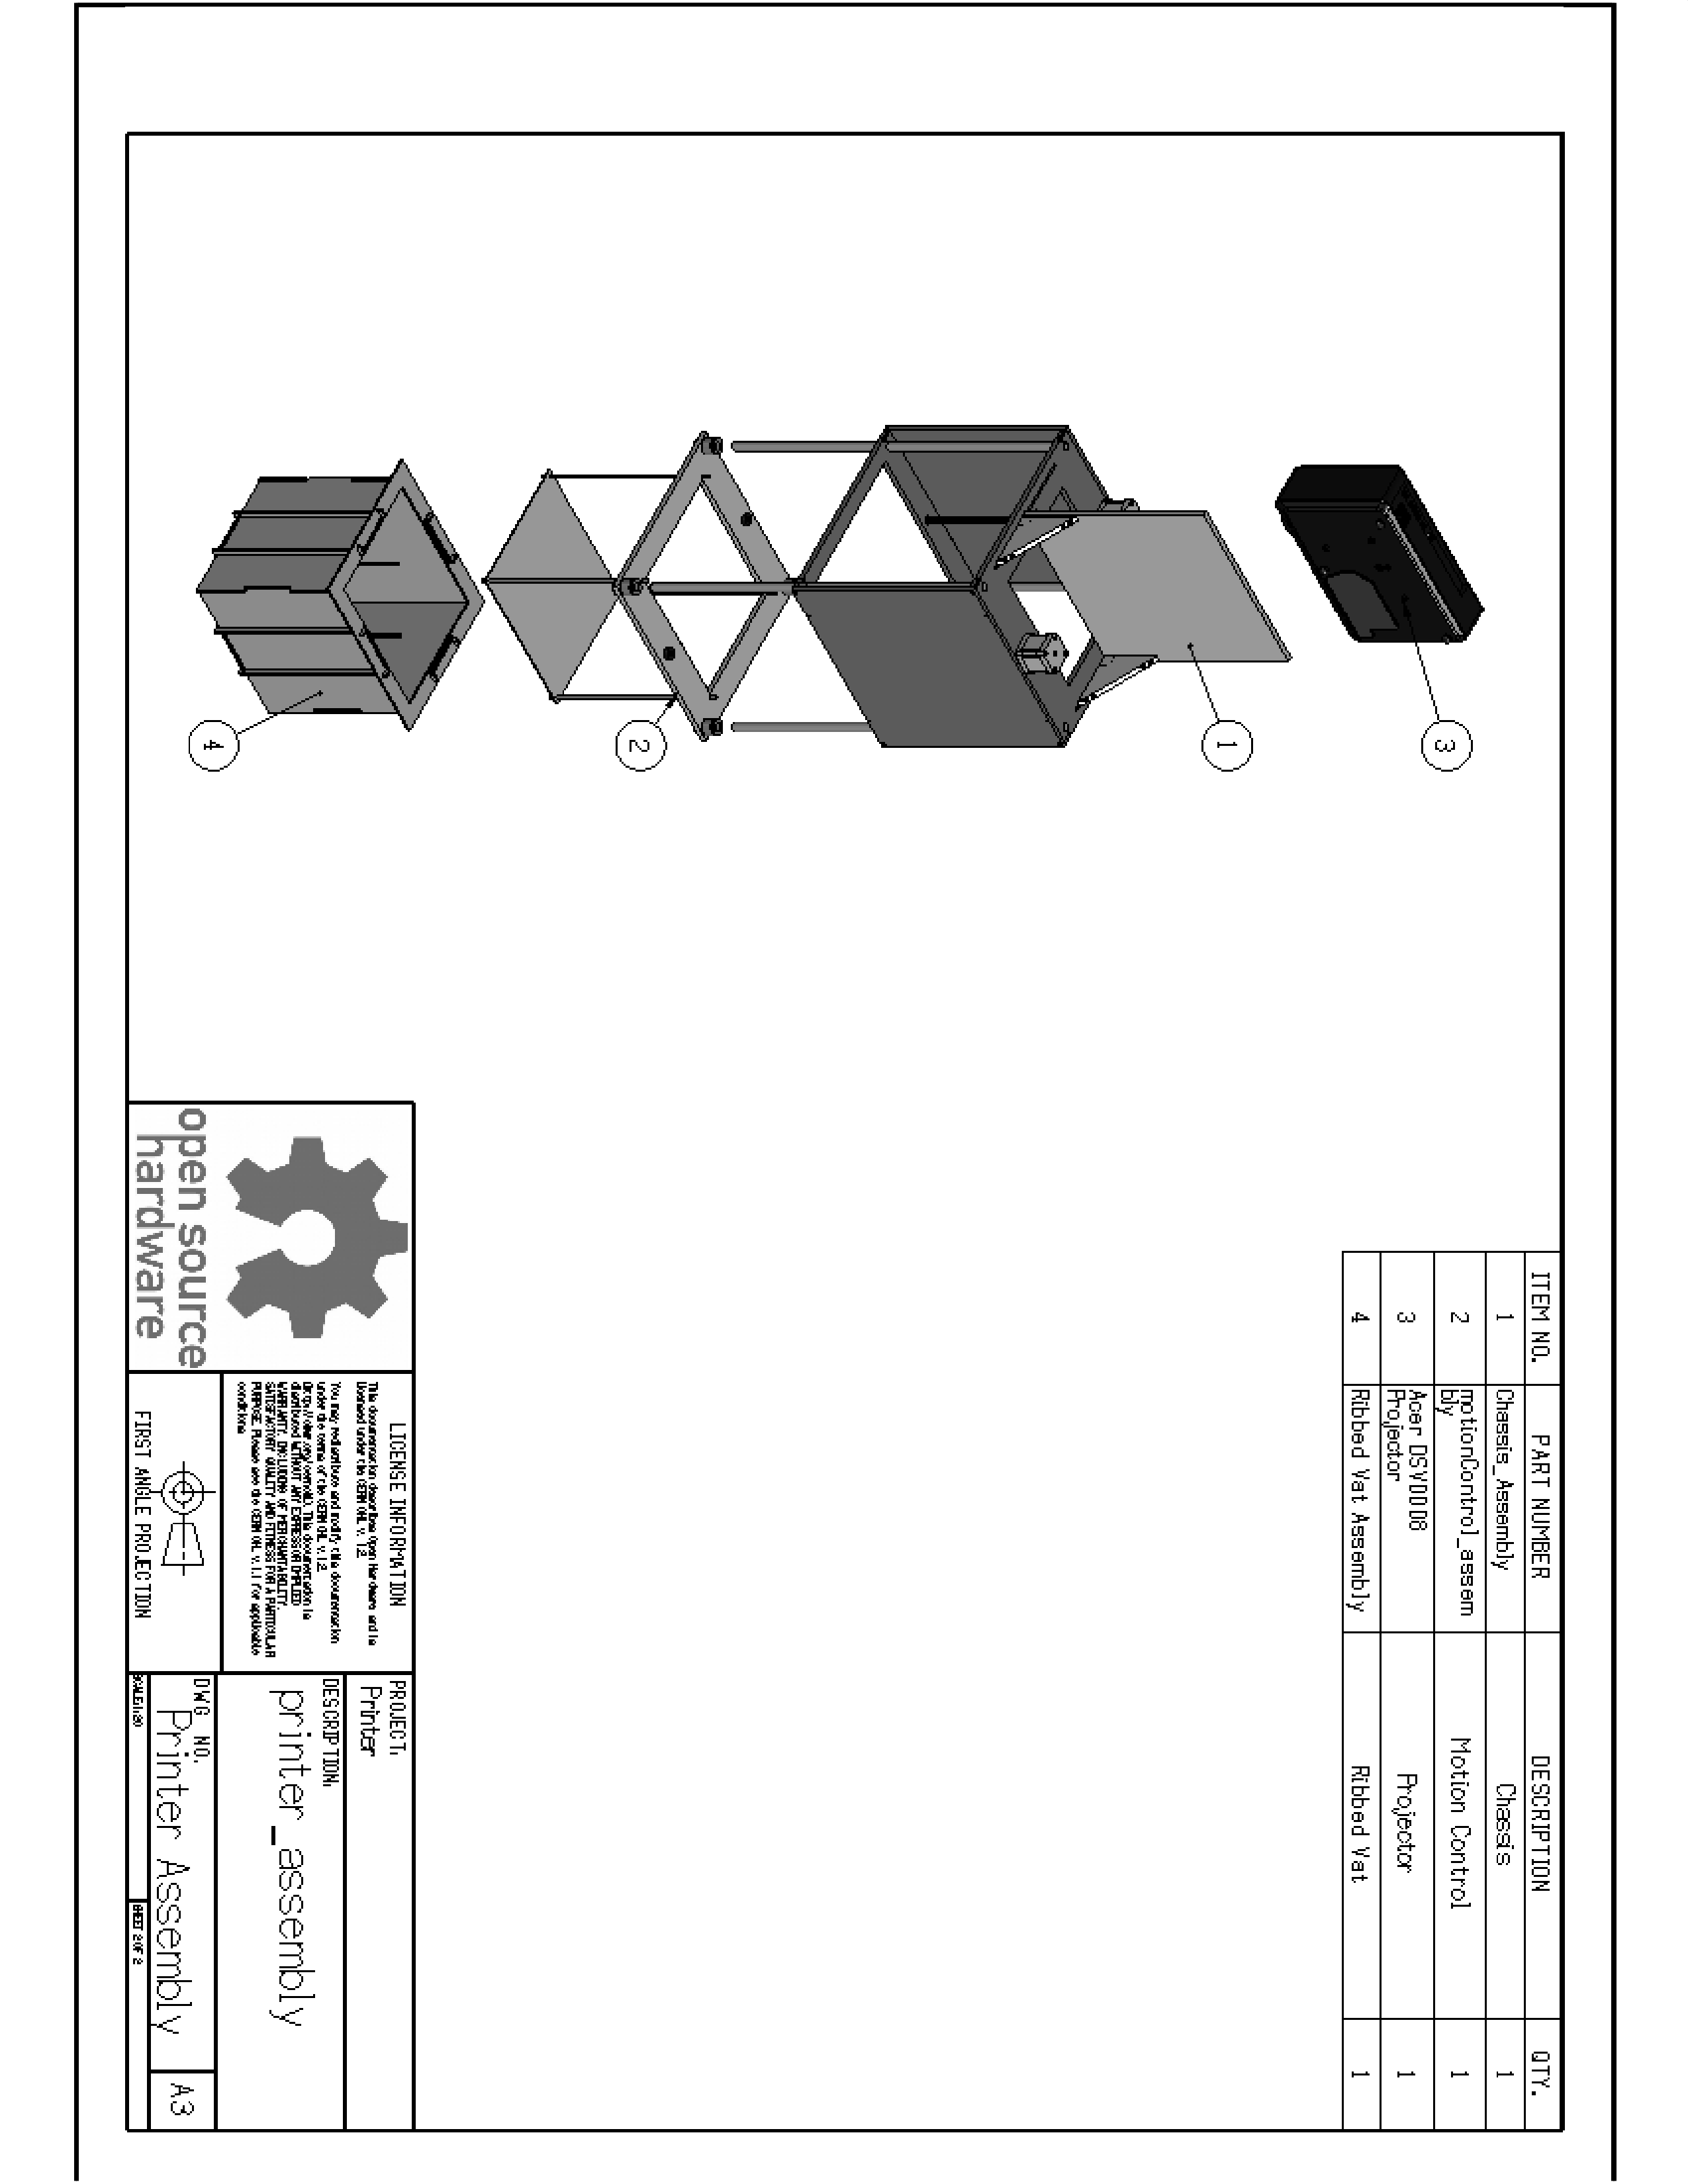 3
1
2
4
ITEM NO. PART NUMBER DESCRIPTION QTY.
1 Chassis_Assembly Chassis 1
2 motionControl_assem
bly Motion Control 1
3 Acer DSV0008
Projector Projector 1
4 Ribbed Vat Assembly Ribbed Vat 1
open source
hardware
LICENSE INFORMATION
This documentation describes Open Hardware and is
licensed under the CERN OHL v. 1.2
You may redistribute and modify this documentation
under the terms of the CERN OHL v.1.2
This documentation is
distributed WITHOUT ANY EXPRESS OR IMPLIED
WARRANTY, INCLUDING OF MERCHANTABILITY,
SATISFACTORY QUALITY AND FITNESS FOR A PARTICULAR
PURPOSE. Please see the CERN OHL v.1.1 for applicable
conditions
FIRST ANGLE PROJECTION
PROJECT:
Printer
DESCRIPTION:
printer_assembly
DWG NO.
Printer Assembly
A3
SHEET 2 OF 2